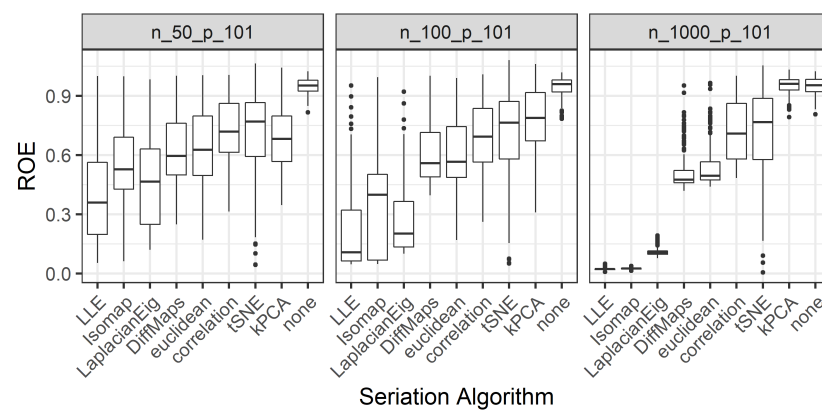 n_50_p_101 n_100_p_101 n_1000_p_101
ROE
0.9
0.6
0.3
0.0
LLE Isomap LaplacianEig DiffMaps euclidean correlation tSNE kPCA none
LLE Isomap LaplacianEig DiffMaps euclidean correlation tSNE kPCA none
LLE Isomap LaplacianEig DiffMaps euclidean correlation tSNE kPCA none
Seriation Algorithm